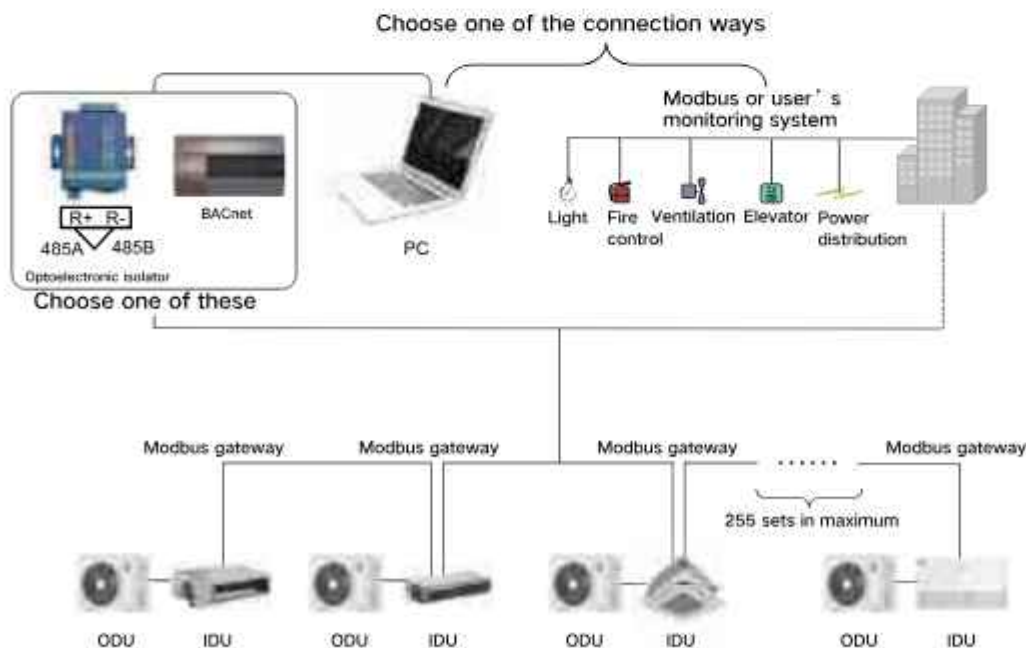 Choose one of the connection ways
Modbus or user's
monitoring system
R+ R-
485A 485B
BACnet
Optoelectronic isolator
Choose one of these
PC
Light
Fire
control
Ventilation
Elevator
Power
distribution
Modbus gateway
Modbus gateway
Modbus gateway
......
Modbus gateway
255 sets in maximum
ODU IDU
ODU IDU
ODU IDU
ODU IDU